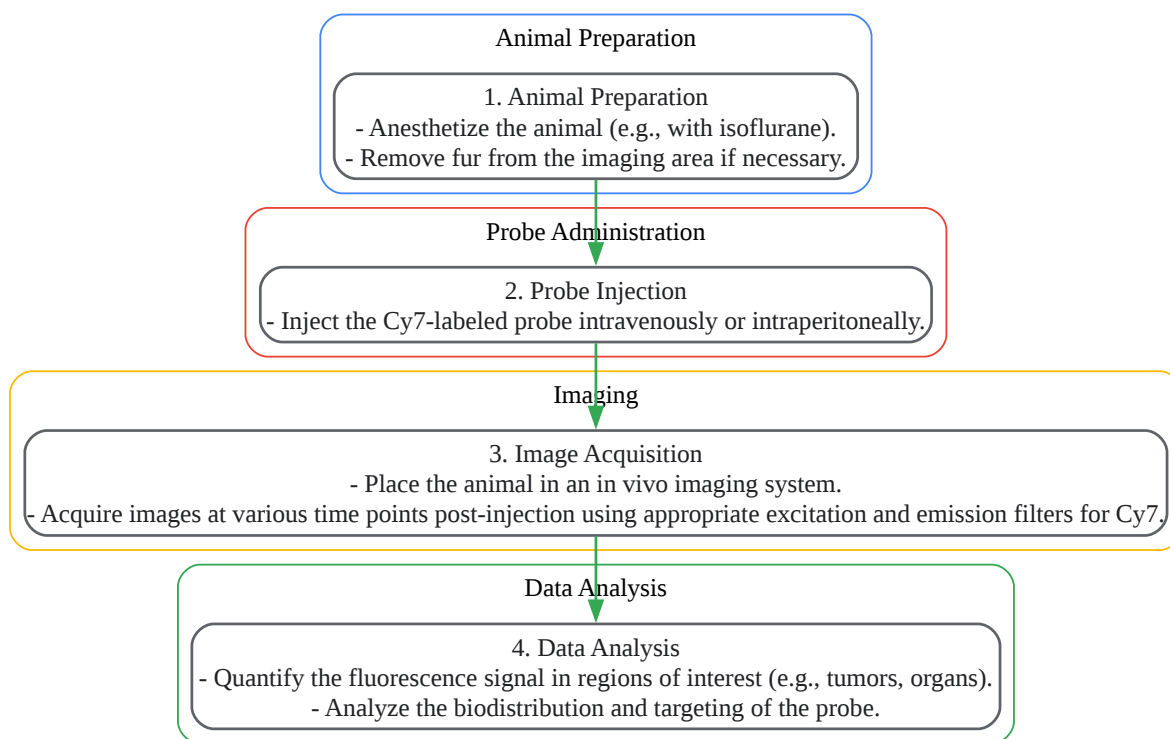 Animal Preparation
1. Animal Preparation
- Anesthetize the animal (e.g., with isoflurane).
- Remove fur from the imaging area if necessary.
Probe Administration
2. Probe Injection
- Inject the Cy7-labeled probe intravenously or intraperitoneally.
Imaging
3. Image Acquisition
- Place the animal in an in vivo imaging system.
- Acquire images at various time points post-injection using appropriate excitation and emission filters for Cy7.
Data Analysis
4. Data Analysis
- Quantify the fluorescence signal in regions of interest (e.g., tumors, organs).
- Analyze the biodistribution and targeting of the probe.